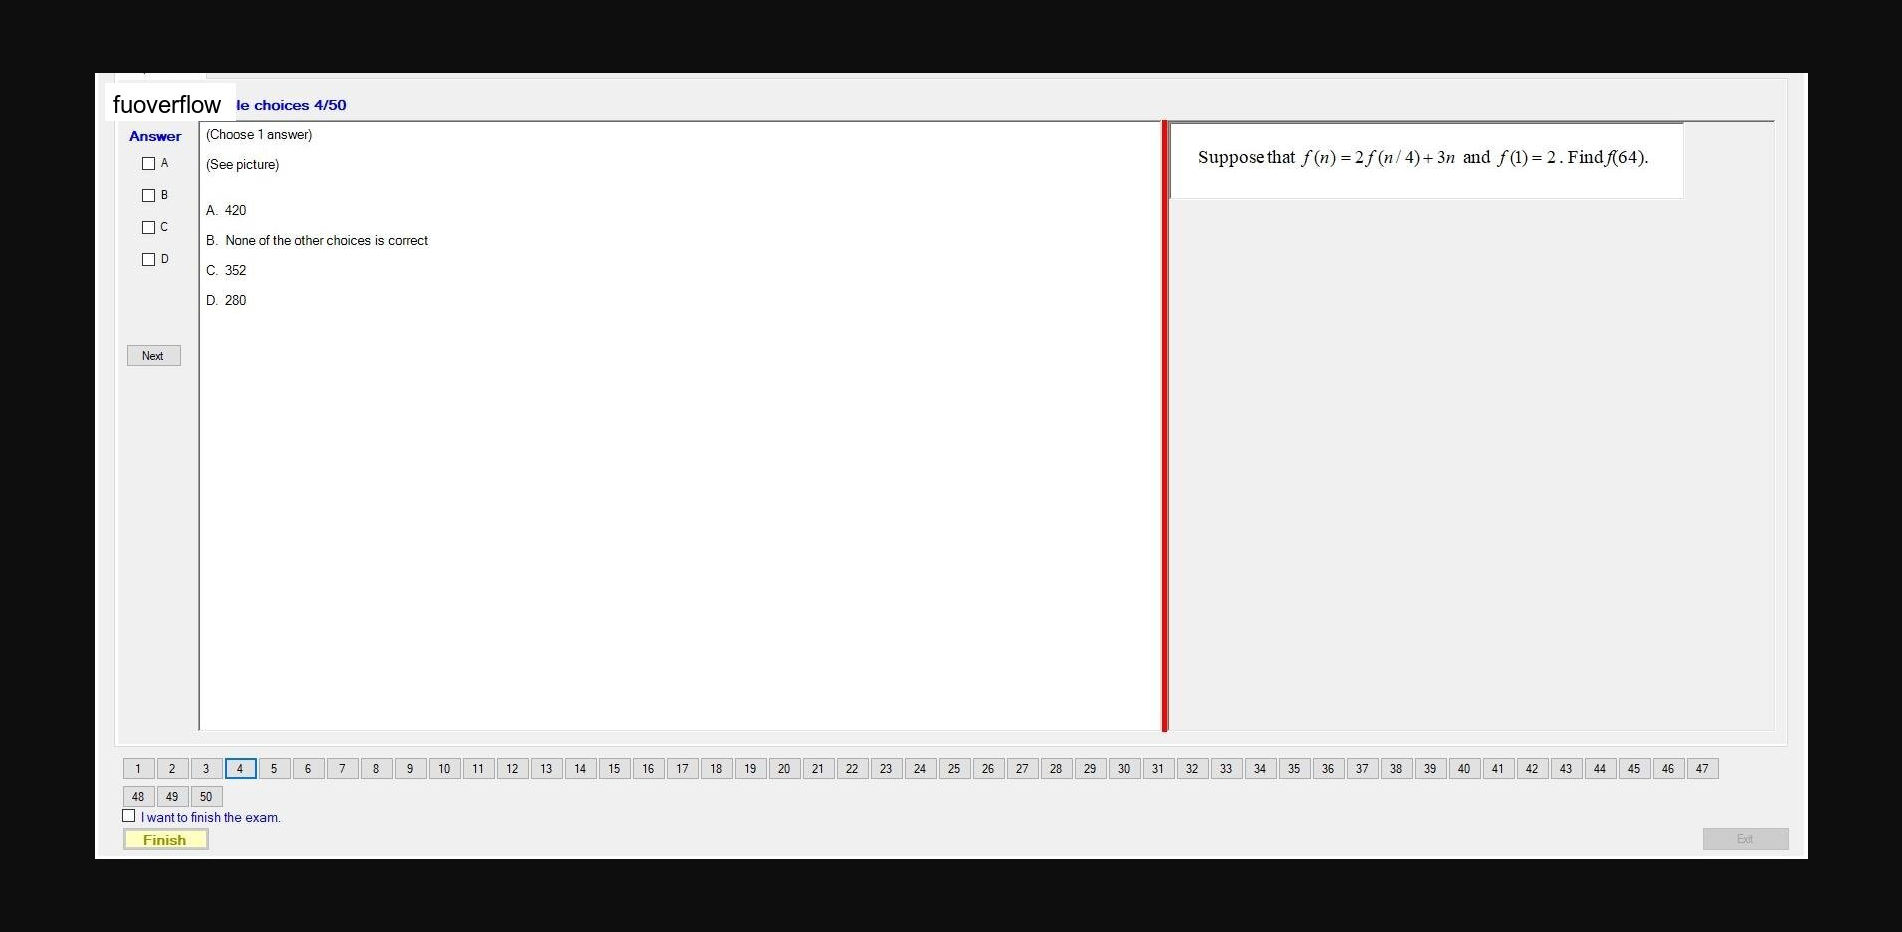 fuoverflow le choices 4/50
Answer
(Choose 1 answer)
A
(See picture)
B
C
D
A. 420
B. None of the other choices is correct
C. 352
D. 280
Next
Suppose that f(n) = 2f(n/4) + 3n and f(1) = 2. Find f(64).
1 2 3 4 5 6 7 8 9 10 11 12 13 14 15 16 17 18 19 20 21 22 23 24 25 26 27 28 29 30 31 32 33 34 35 36 37 38 39 40 41 42 43 44 45 46 47
48 49 50
I want to finish the exam.
Finish
Exit